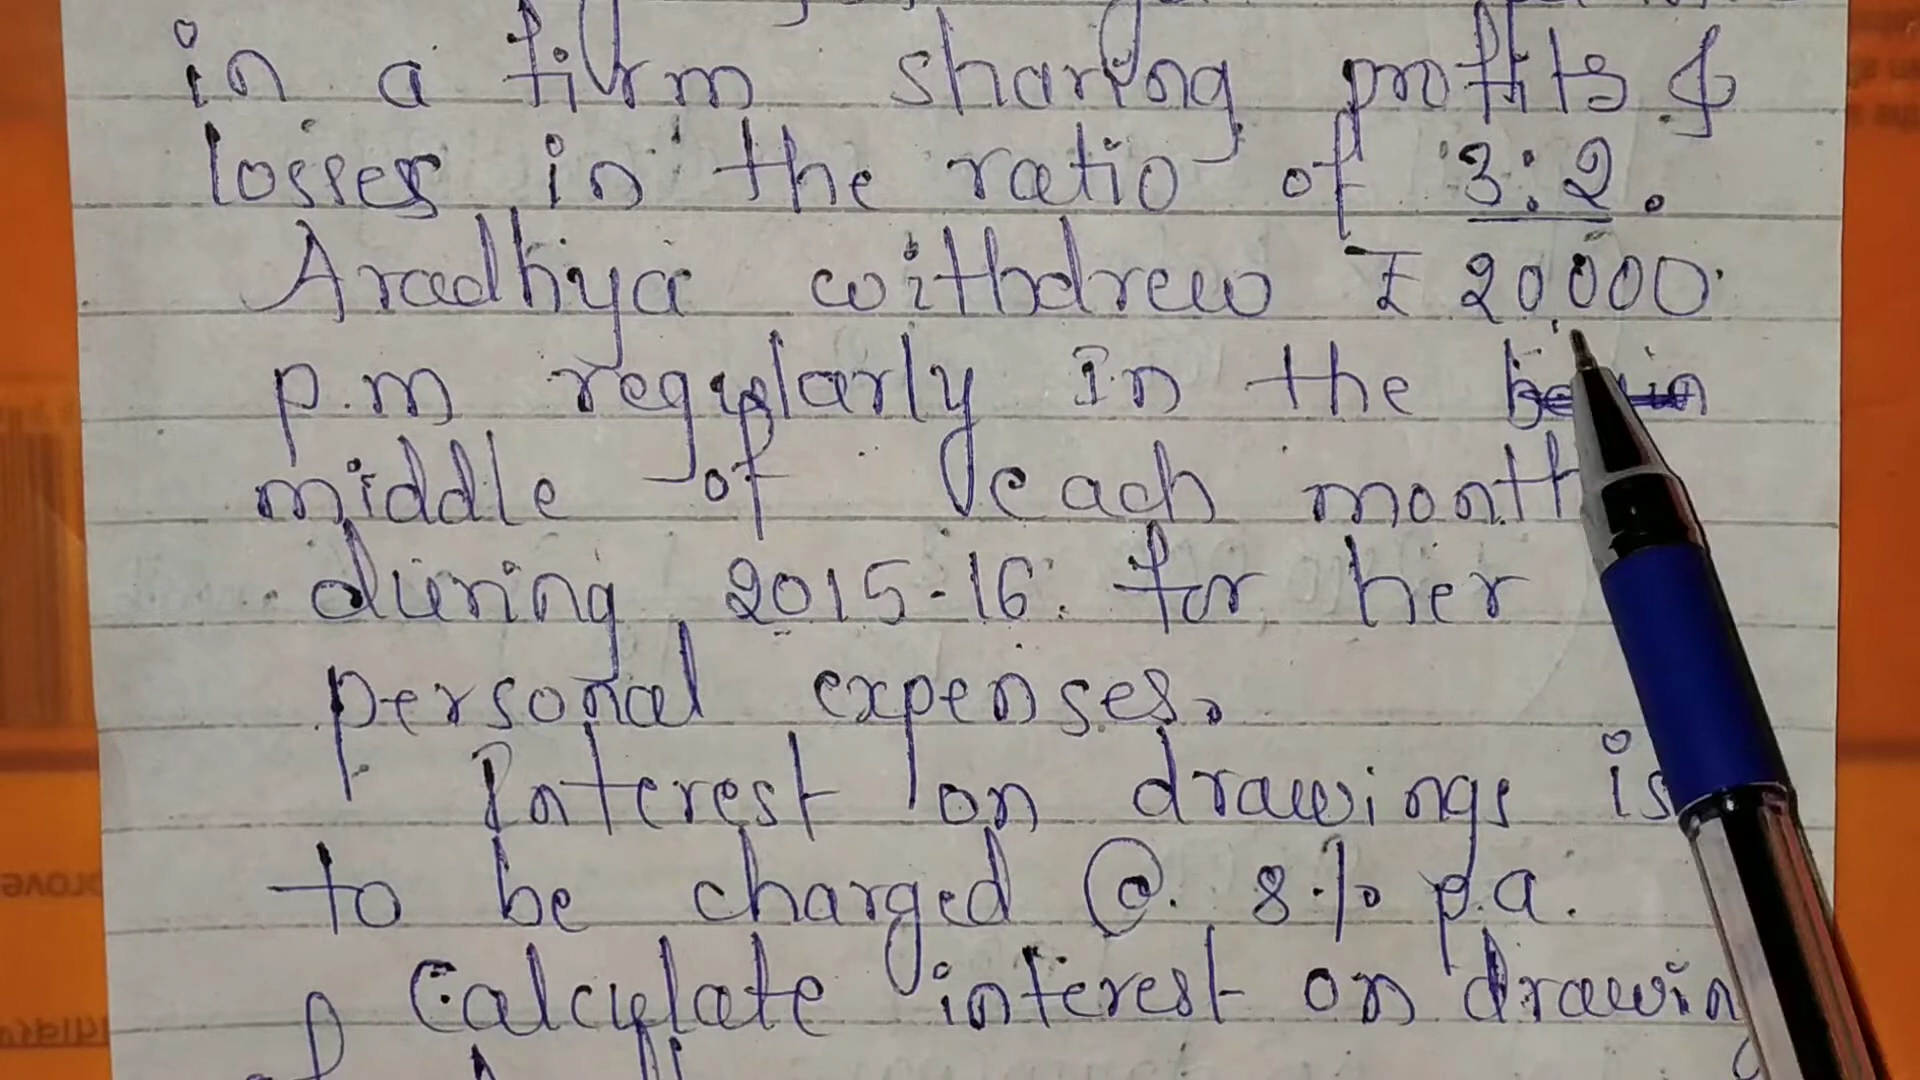 in a firm sharing profits &
losses in the ratio of 3:2.
Aradhya withdrew ₹ 20000
p.m regularly in the
middle of each month
during 2015-16. for her
personal expenses.
Interest on drawings is
to be charged @. 8% p.a.
Calculate interest on drawing
of